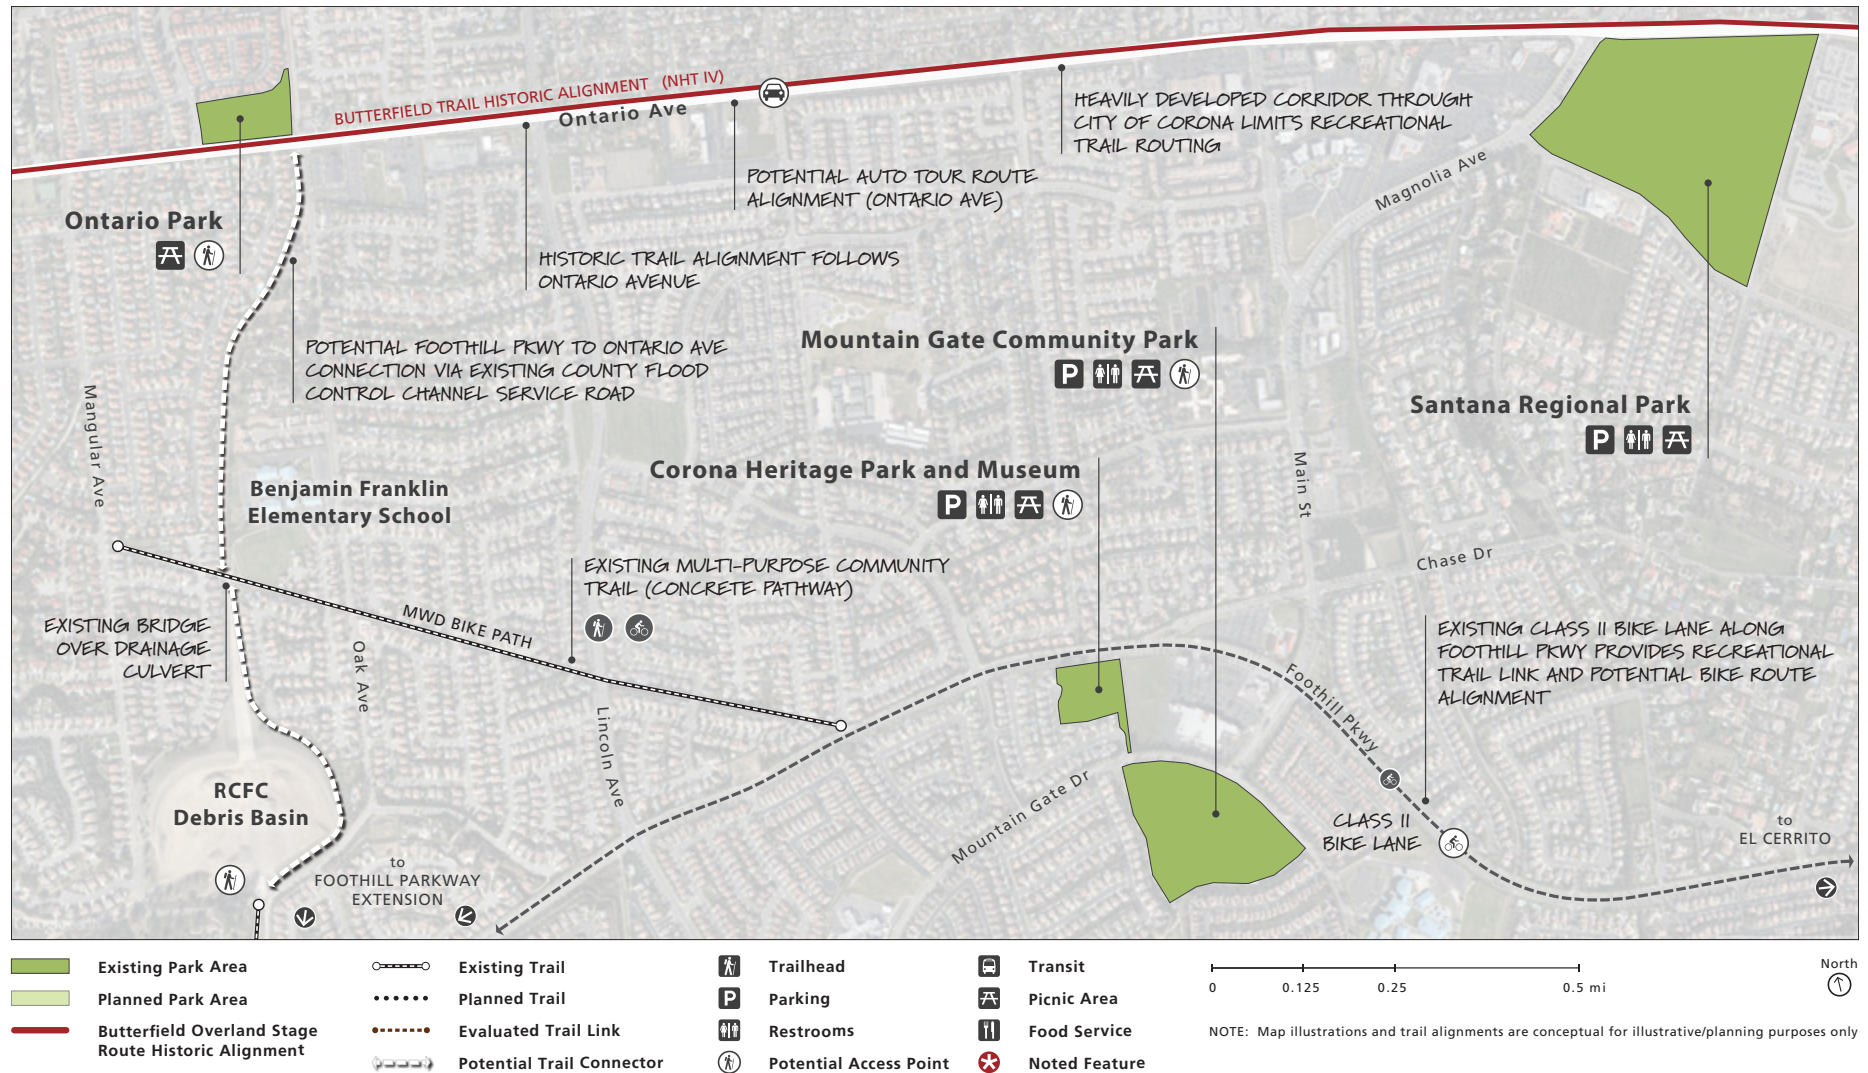 BUTTERFIELD TRAIL HISTORIC ALIGNMENT (NHT IV)
Ontario Ave
HEAVILY DEVELOPED CORRIDOR THROUGH
CITY OF CORONA LIMITS RECREATIONAL
TRAIL ROUTING
Magnolia Ave
POTENTIAL AUTO TOUR ROUTE
ALIGNMENT (ONTARIO AVE)
Ontario Park
HISTORIC TRAIL ALIGNMENT FOLLOWS
ONTARIO AVENUE
POTENTIAL FOOTHILL PKWY TO ONTARIO AVE
CONNECTION VIA EXISTING COUNTY FLOOD
CONTROL CHANNEL SERVICE ROAD
Mountain Gate Community Park
P
Santana Regional Park
P
Mangular Ave
Corona Heritage Park and Museum
P
Main St
Benjamin Franklin
Elementary School
Chase Dr
EXISTING MULTI-PURPOSE COMMUNITY
TRAIL (CONCRETE PATHWAY)
MWD BIKE PATH
EXISTING BRIDGE
OVER DRAINAGE
CULVERT
Oak Ave
EXISTING CLASS II BIKE LANE ALONG
FOOTHILL PKWY PROVIDES RECREATIONAL
TRAIL LINK AND POTENTIAL BIKE ROUTE
ALIGNMENT
Foothill Pkwy
Lincoln Ave
RCFC
Debris Basin
Mountain Gate Dr
CLASS II
BIKE LANE
to
EL CERRITO
to
FOOTHILL PARKWAY
EXTENSION
Existing Park Area
Planned Park Area
Butterfield Overland Stage
Route Historic Alignment
Existing Trail
Planned Trail
Evaluated Trail Link
Potential Trail Connector
Trailhead
P Parking
Restrooms
Potential Access Point
Transit
Picnic Area
Food Service
Noted Feature
0 0.125 0.25 0.5 mi
North
NOTE: Map illustrations and trail alignments are conceptual for illustrative/planning purposes only